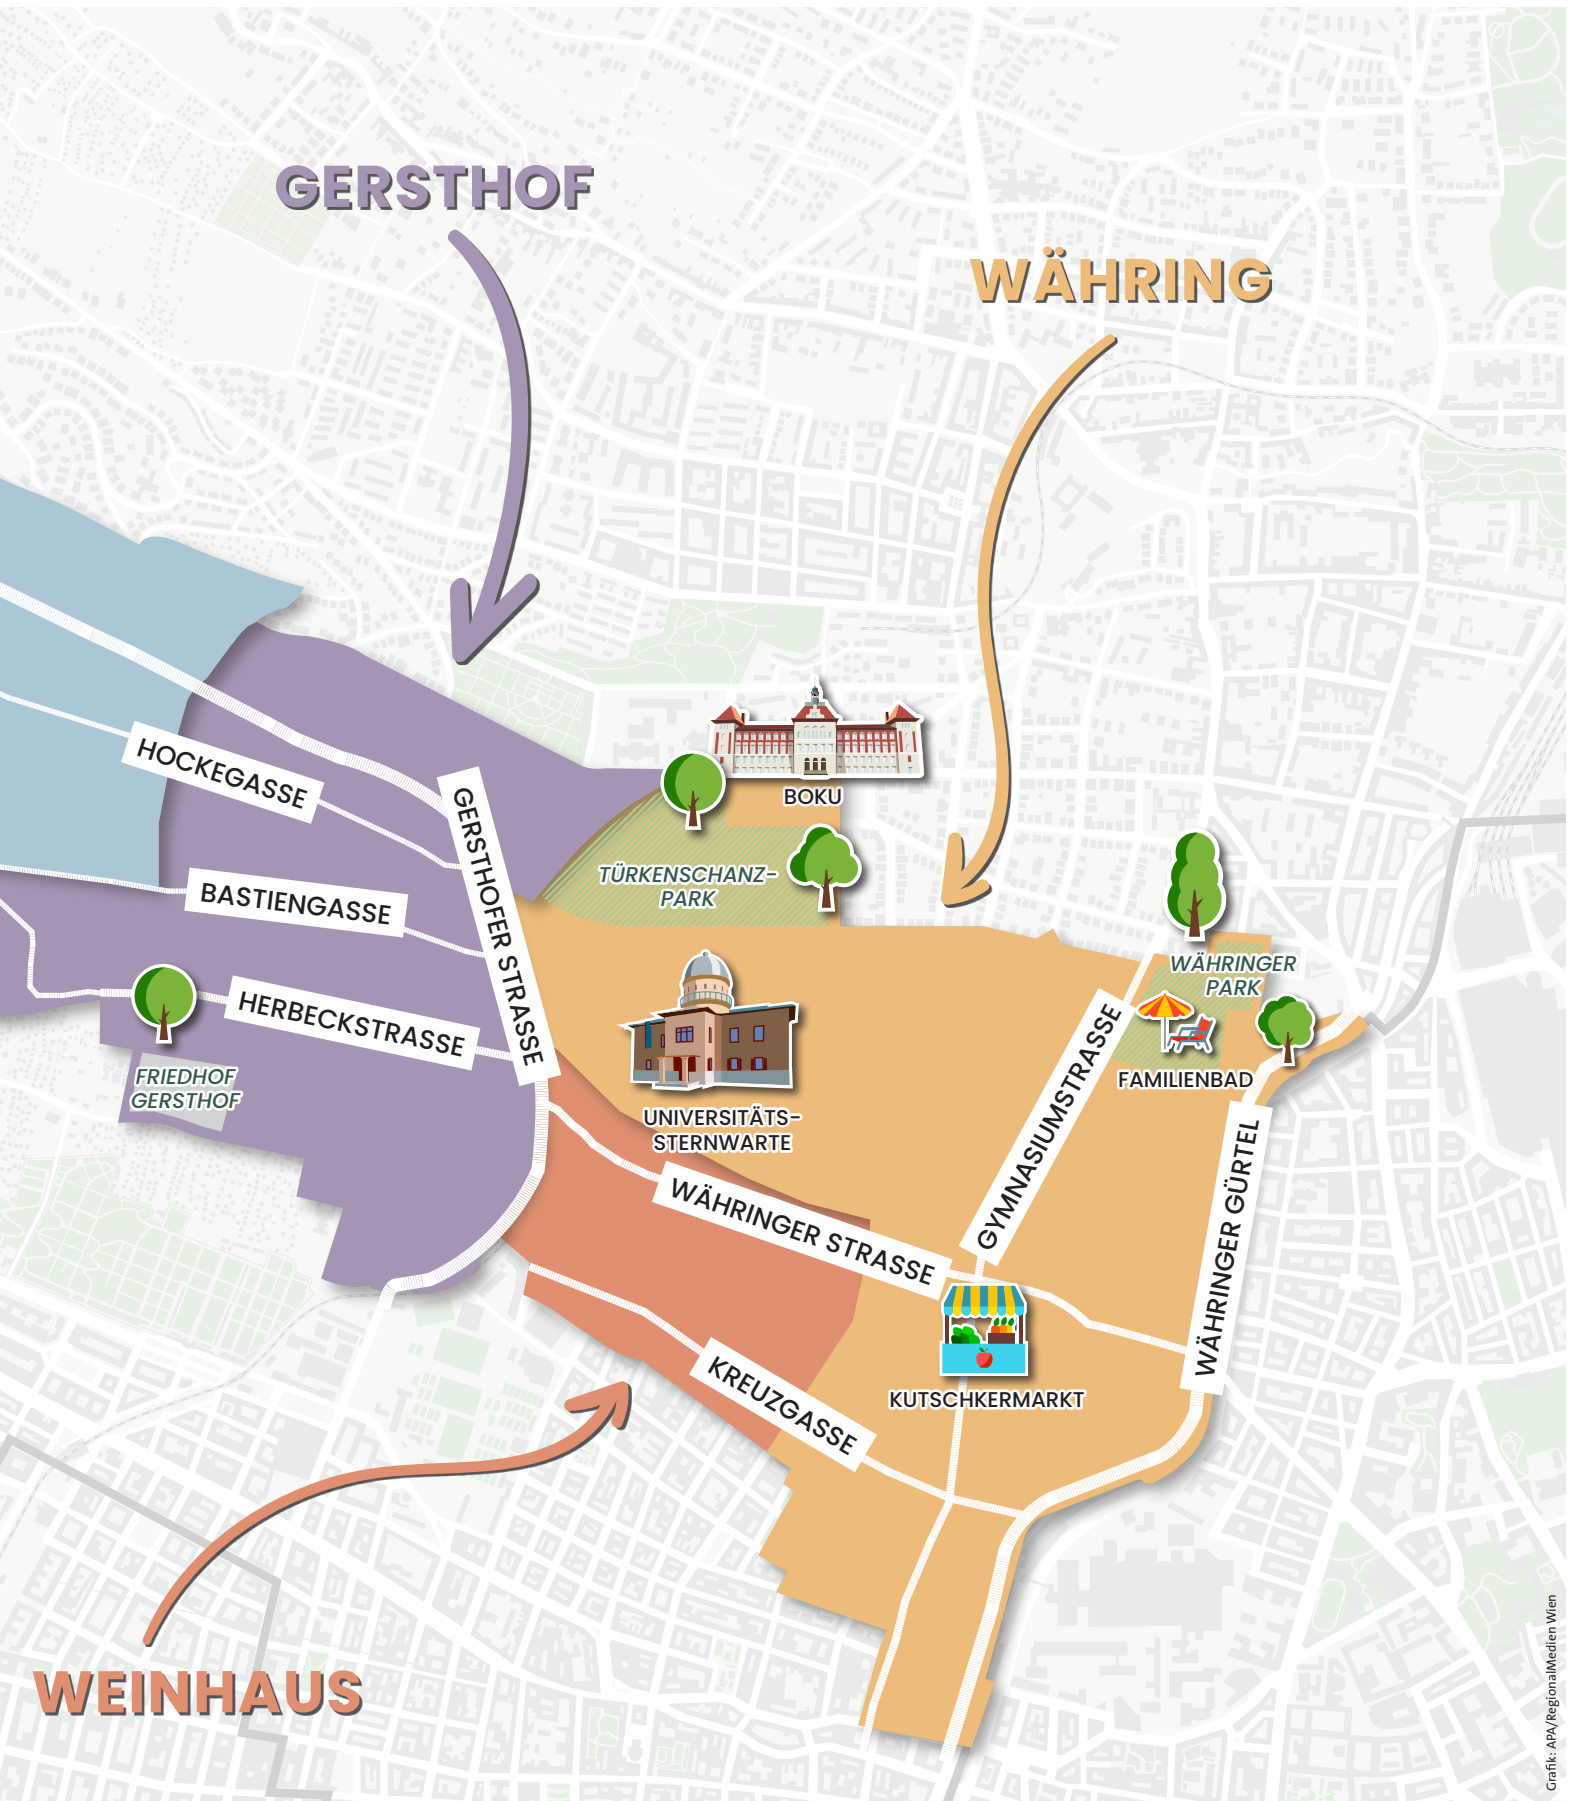 GERSTHOF
WÄHRING
HOCKEGASSE
GERSTHOFER STRASSE
BOKU
TÜRKENSCHANZ-
PARK
BASTIENGASSE
WÄHRINGER
PARK
HERBECKSTRASSE
GYMNASIUMSTRASSE
FAMILIENBAD
FRIEDHOF
GERSTHOF
UNIVERSITÄTS-
STERNWARTE
WÄHRINGER STRASSE
WÄHRINGER GÜRTEL
KREUZGASSE
KUTSCHKERMARKT
WEINHAUS
Grafik: APA/RegionalMedien Wien